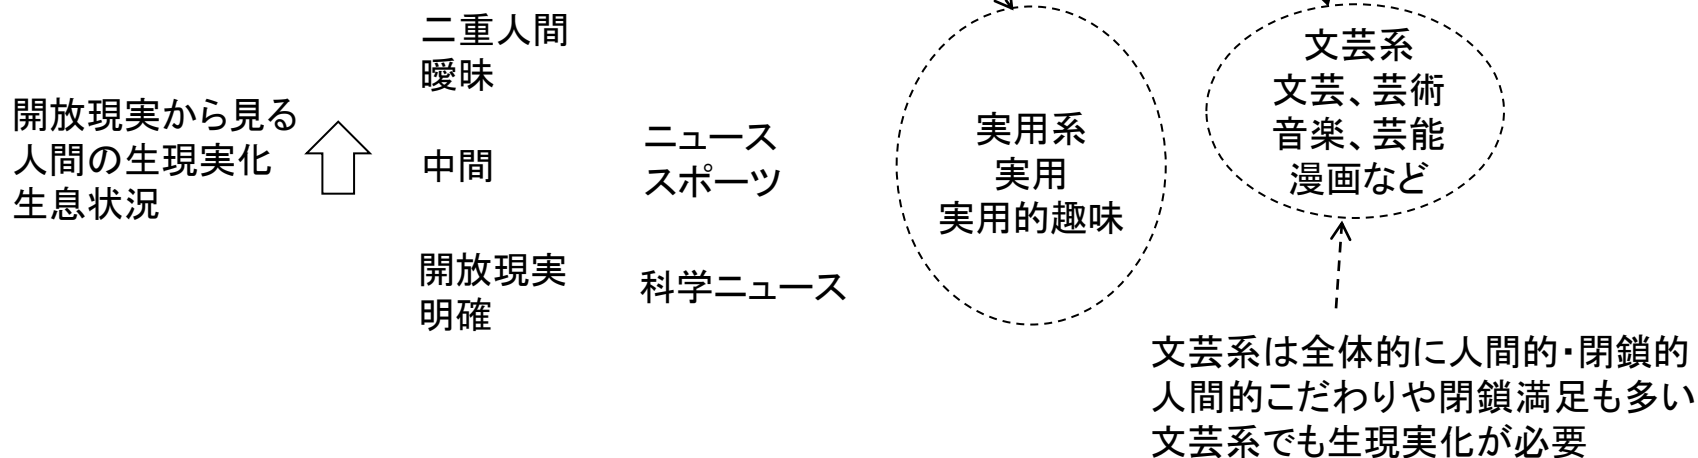 開放現実から見る
人間の生現実化
生息状況
二重人間
曖昧
中間
開放現実
明確
ニュース
スポーツ
科学ニュース
実用系
実用
実用的趣味
文芸系
文芸、芸術
音楽、芸能
漫画など
文芸系は全体的に人間的・閉鎖的
人間的こだわりや閉鎖満足も多い
文芸系でも生現実化が必要